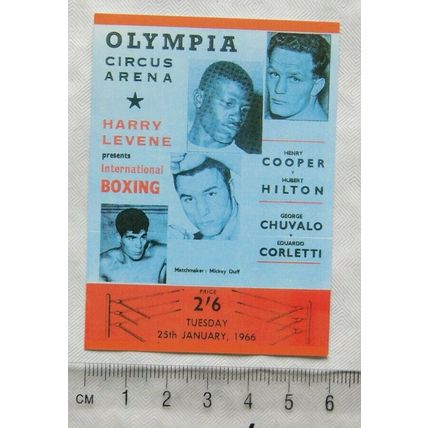 OLYMPIA
CIRCUS
ARENA
HARRY
LEVENE
presents
International
BOXING
HENRY
COOPER
v
HUBERT
HILTON
GEORGE
CHUVALO
v
EDUARDO
CORLETTI
Matchmaker: Mickey Duff
PRICE
2'6
TUESDAY
25th JANUARY, 1966
CM 1 2 3 4 5 6